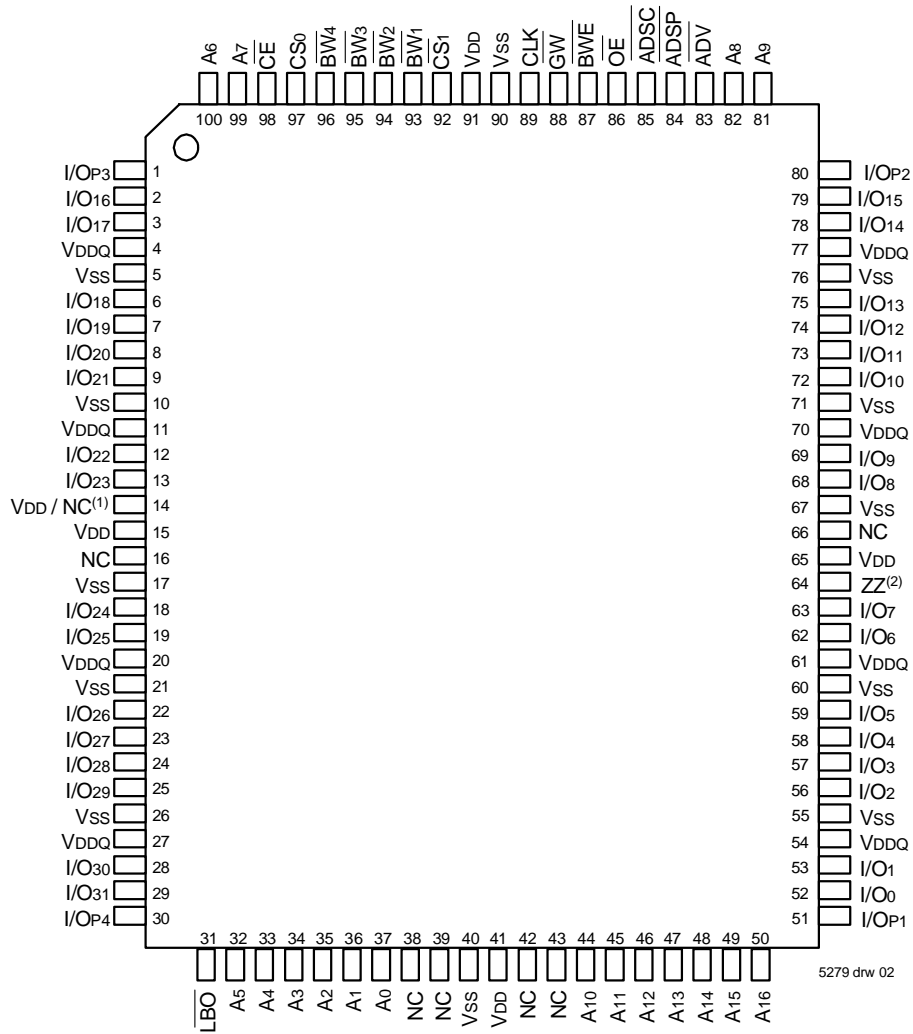 A6 A7 CE CS0 BW4 BW3 BW2 BW1 CS1 VDD VSS CLK GW BWE OE ADSC ADSP ADV A8 A9
100 99 98 97 96 95 94 93 92 91 90 89 88 87 86 85 84 83 82 81
I/OP3 1 80 I/OP2
I/O16 2 79 I/O15
I/O17 3 78 I/O14
VDDQ 4 77 VDDQ
VSS 5 76 VSS
I/O18 6 75 I/O13
I/O19 7 74 I/O12
I/O20 8 73 I/O11
I/O21 9 72 I/O10
VSS 10 71 VSS
VDDQ 11 70 VDDQ
I/O22 12 69 I/O9
I/O23 13 68 I/O8
VDD / NC(1) 14 67 VSS
VDD 15 66 NC
NC 16 65 VDD
VSS 17 64 ZZ(2)
I/O24 18 63 I/O7
I/O25 19 62 I/O6
VDDQ 20 61 VDDQ
VSS 21 60 VSS
I/O26 22 59 I/O5
I/O27 23 58 I/O4
I/O28 24 57 I/O3
I/O29 25 56 I/O2
VSS 26 55 VSS
VDDQ 27 54 VDDQ
I/O30 28 53 I/O1
I/O31 29 52 I/O0
I/OP4 30 51 I/OP1
31 32 33 34 35 36 37 38 39 40 41 42 43 44 45 46 47 48 49 50
LBO A5 A4 A3 A2 A1 A0 NC NC VSS VDD NC NC A10 A11 A12 A13 A14 A15 A16
5279 drw 02